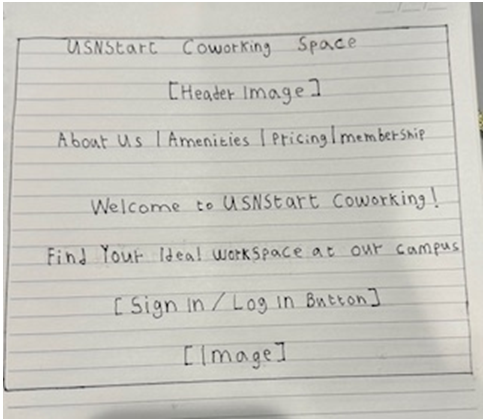 USNStart Coworking Space
[Header Image]
About Us | Amenities | Pricing | membership
Welcome to USNStart Coworking!
Find Your Ideal workspace at our campus
[Sign In / Log In Button]
[Image]